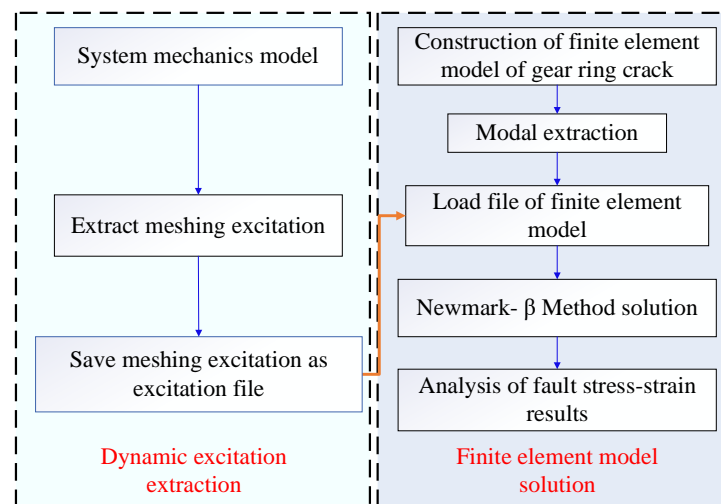 System mechanics model
Extract meshing excitation
Save meshing excitation as
excitation file
Dynamic excitation
extraction
Construction of finite element
model of gear ring crack
Modal extraction
Load file of finite element
model
Newmark- β Method solution
Analysis of fault stress-strain
results
Finite element model
solution